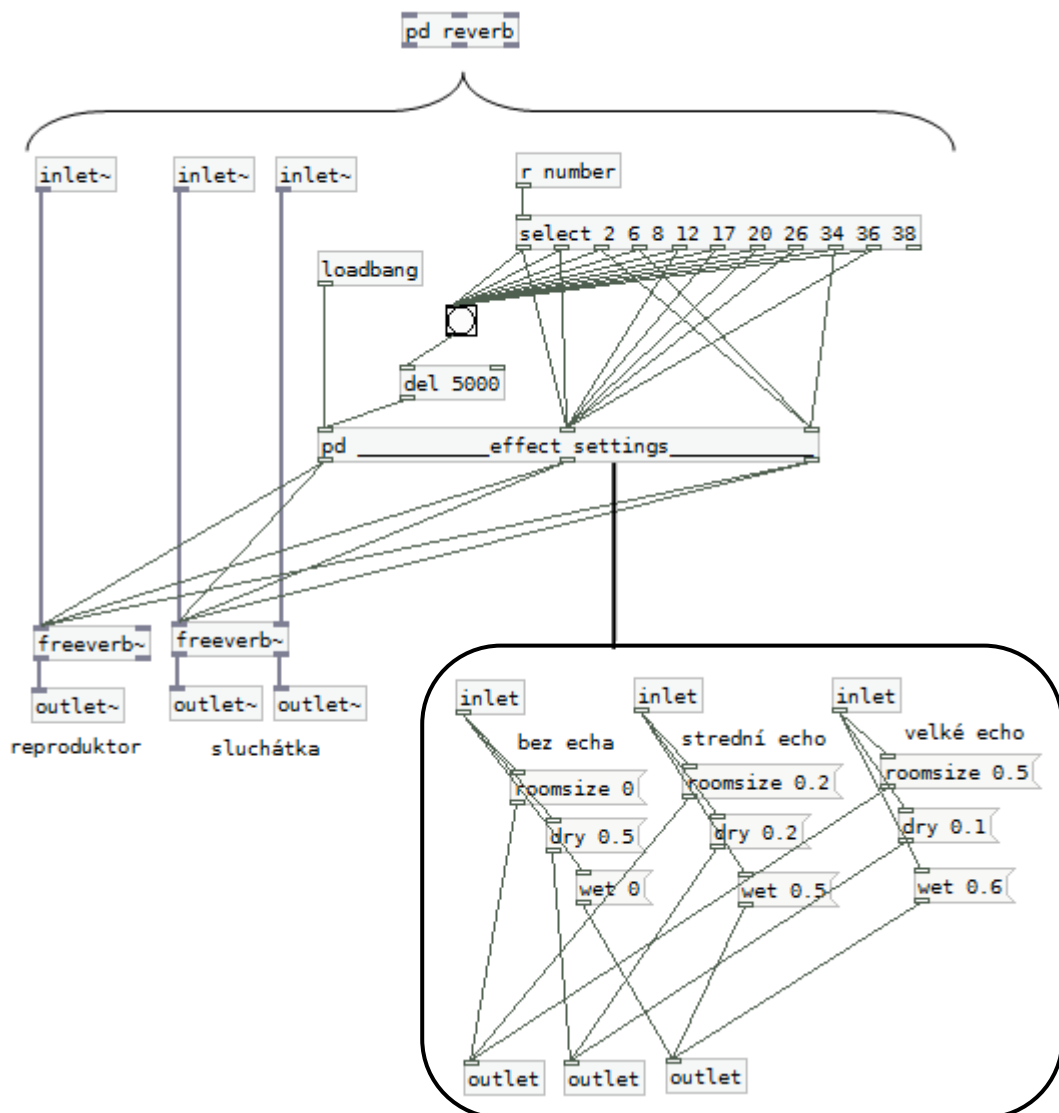 pd reverb
inlet~
inlet~
inlet~
r number
select 2 6 8 12 17 20 26 34 36 38
loadbang
del 5000
pd ___________effect settings____________
freeverb~
freeverb~
outlet~
outlet~
outlet~
reproduktor
sluchátka
inlet
inlet
inlet
bez echa
strední echo
velké echo
roomsize 0
roomsize 0.2
roomsize 0.5
dry 0.5
dry 0.2
dry 0.1
wet 0
wet 0.5
wet 0.6
outlet
outlet
outlet